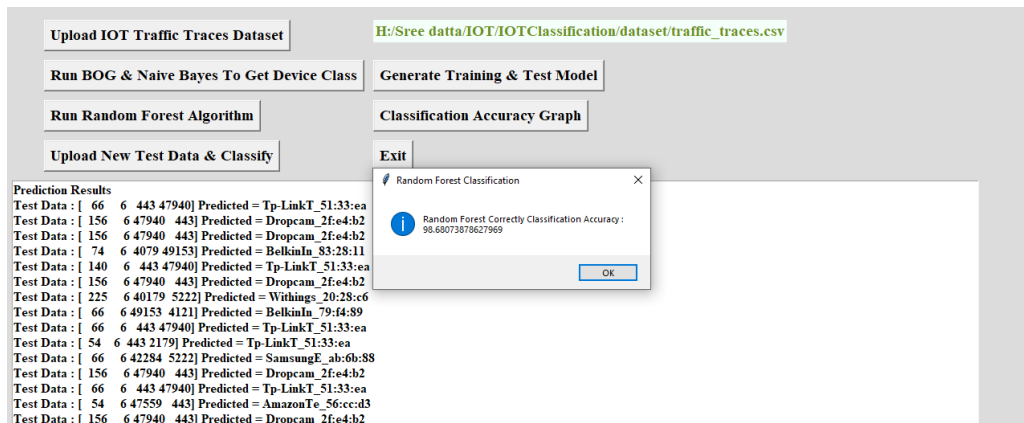 Upload IOT Traffic Traces Dataset
H:/Sree datta/IOT/IOTClassification/dataset/traffic_traces.csv
Run BOG & Naive Bayes To Get Device Class
Generate Training & Test Model
Run Random Forest Algorithm
Classification Accuracy Graph
Upload New Test Data & Classify
Exit
Random Forest Classification
Random Forest Correctly Classification Accuracy :
98.68073878627969
OK
Prediction Results
Test Data : [ 66 6 443 47940] Predicted = Tp-LinkT_51:33:ea
Test Data : [ 156 6 47940 443] Predicted = Dropcam_2f:e4:b2
Test Data : [ 156 6 47940 443] Predicted = Dropcam_2f:e4:b2
Test Data : [ 74 6 4079 49153] Predicted = BelkinIn_83:28:11
Test Data : [ 140 6 443 47940] Predicted = Tp-LinkT_51:33:ea
Test Data : [ 156 6 47940 443] Predicted = Dropcam_2f:e4:b2
Test Data : [ 225 6 40179 5222] Predicted = Withings_20:28:c6
Test Data : [ 66 6 49153 4121] Predicted = BelkinIn_79:f4:89
Test Data : [ 66 6 443 47940] Predicted = Tp-LinkT_51:33:ea
Test Data : [ 54 6 443 2179] Predicted = Tp-LinkT_51:33:ea
Test Data : [ 66 6 42284 5222] Predicted = SamsungE_ab:6b:88
Test Data : [ 156 6 47940 443] Predicted = Dropcam_2f:e4:b2
Test Data : [ 66 6 443 47940] Predicted = Tp-LinkT_51:33:ea
Test Data : [ 54 6 47559 443] Predicted = AmazonTe_56:cc:d3
Test Data : [ 156 6 47940 443] Predicted = Dropcam_2f:e4:b2